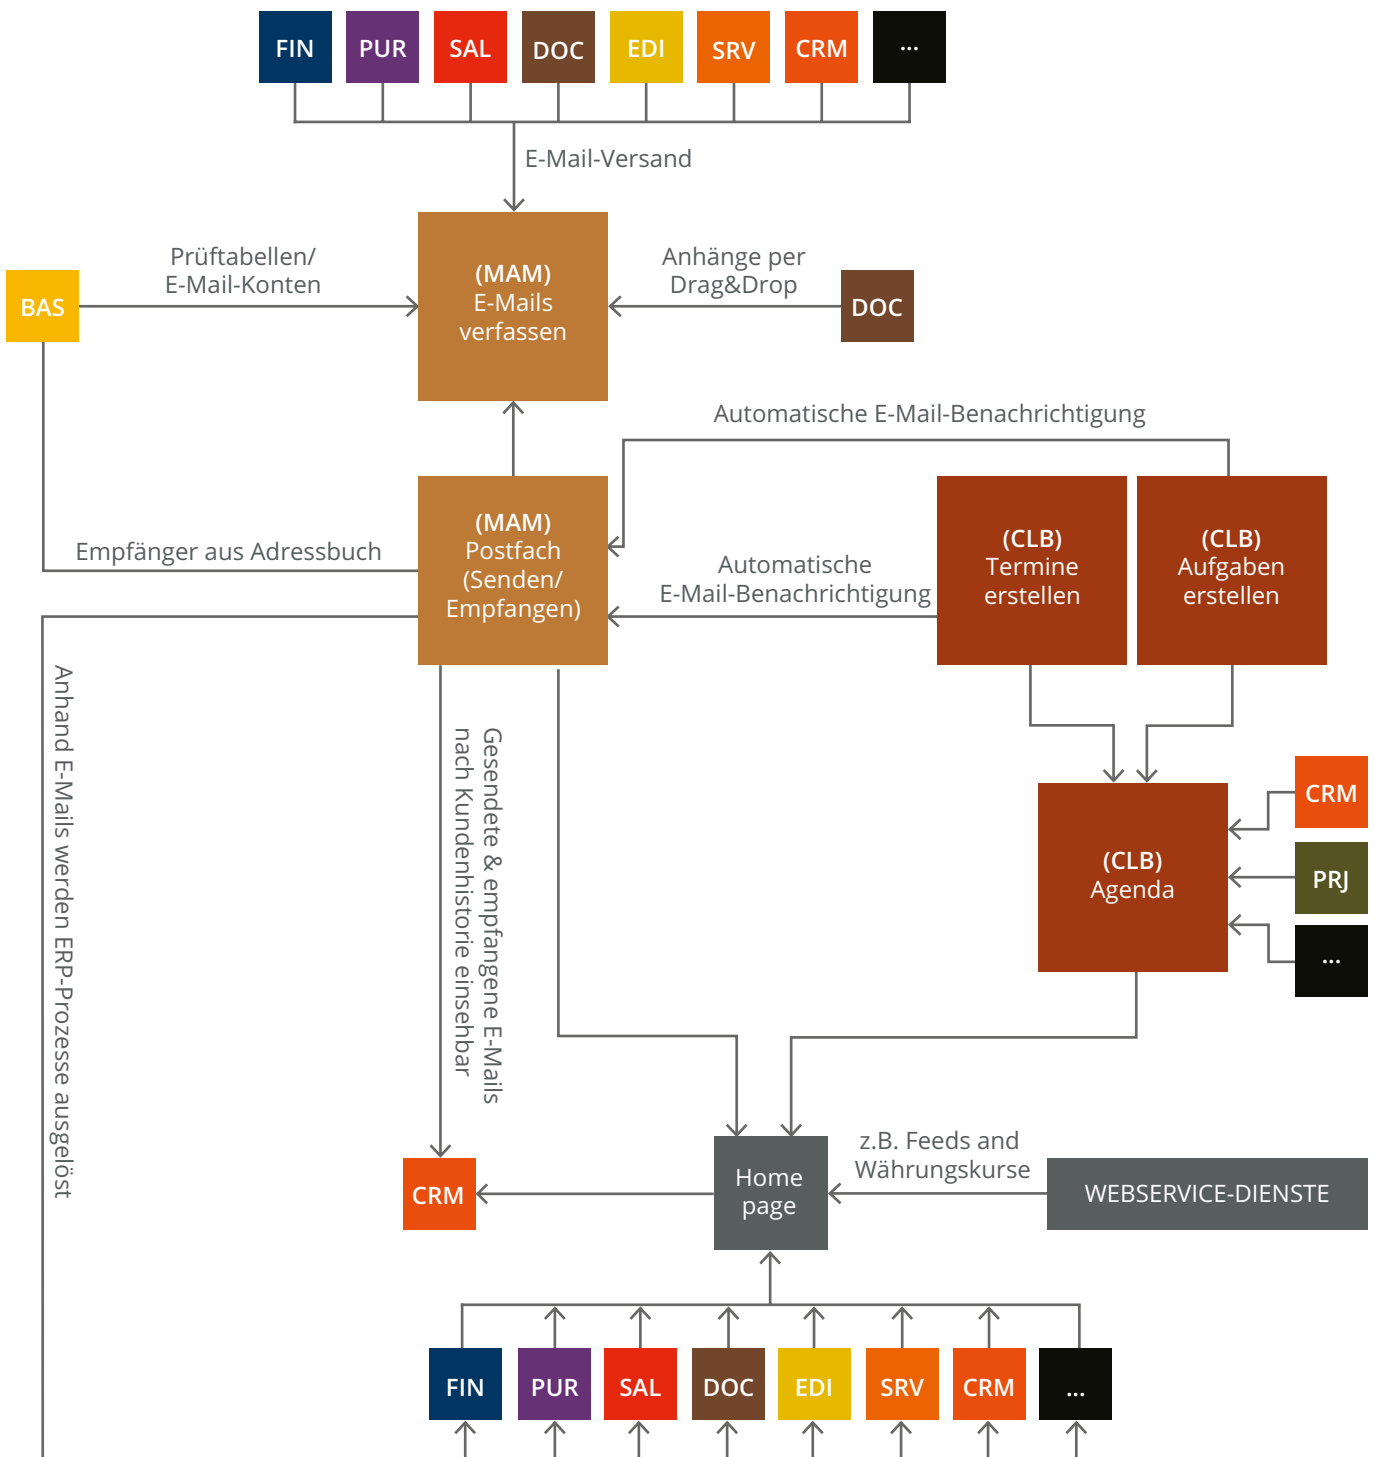 FIN
PUR
SAL
DOC
EDI
SRV
CRM
...
E-Mail-Versand
Prüftabellen/
E-Mail-Konten
(MAM)
E-Mails
verfassen
Anhänge per
Drag&Drop
BAS
DOC
Automatische E-Mail-Benachrichtigung
(MAM)
Postfach
(Senden/
Empfangen)
Empfänger aus Adressbuch
Automatische
E-Mail-Benachrichtigung
(CLB)
Termine
erstellen
(CLB)
Aufgaben
erstellen
Anhand E-Mails werden ERP-Prozesse ausgelöst
Gesendete & empfangene E-Mails
nach Kundenhistorie einsehbar
(CLB)
Agenda
CRM
PRJ
...
CRM
Home
page
z.B. Feeds and
Währungskurse
WEBSERVICE-DIENSTE
FIN
PUR
SAL
DOC
EDI
SRV
CRM
...